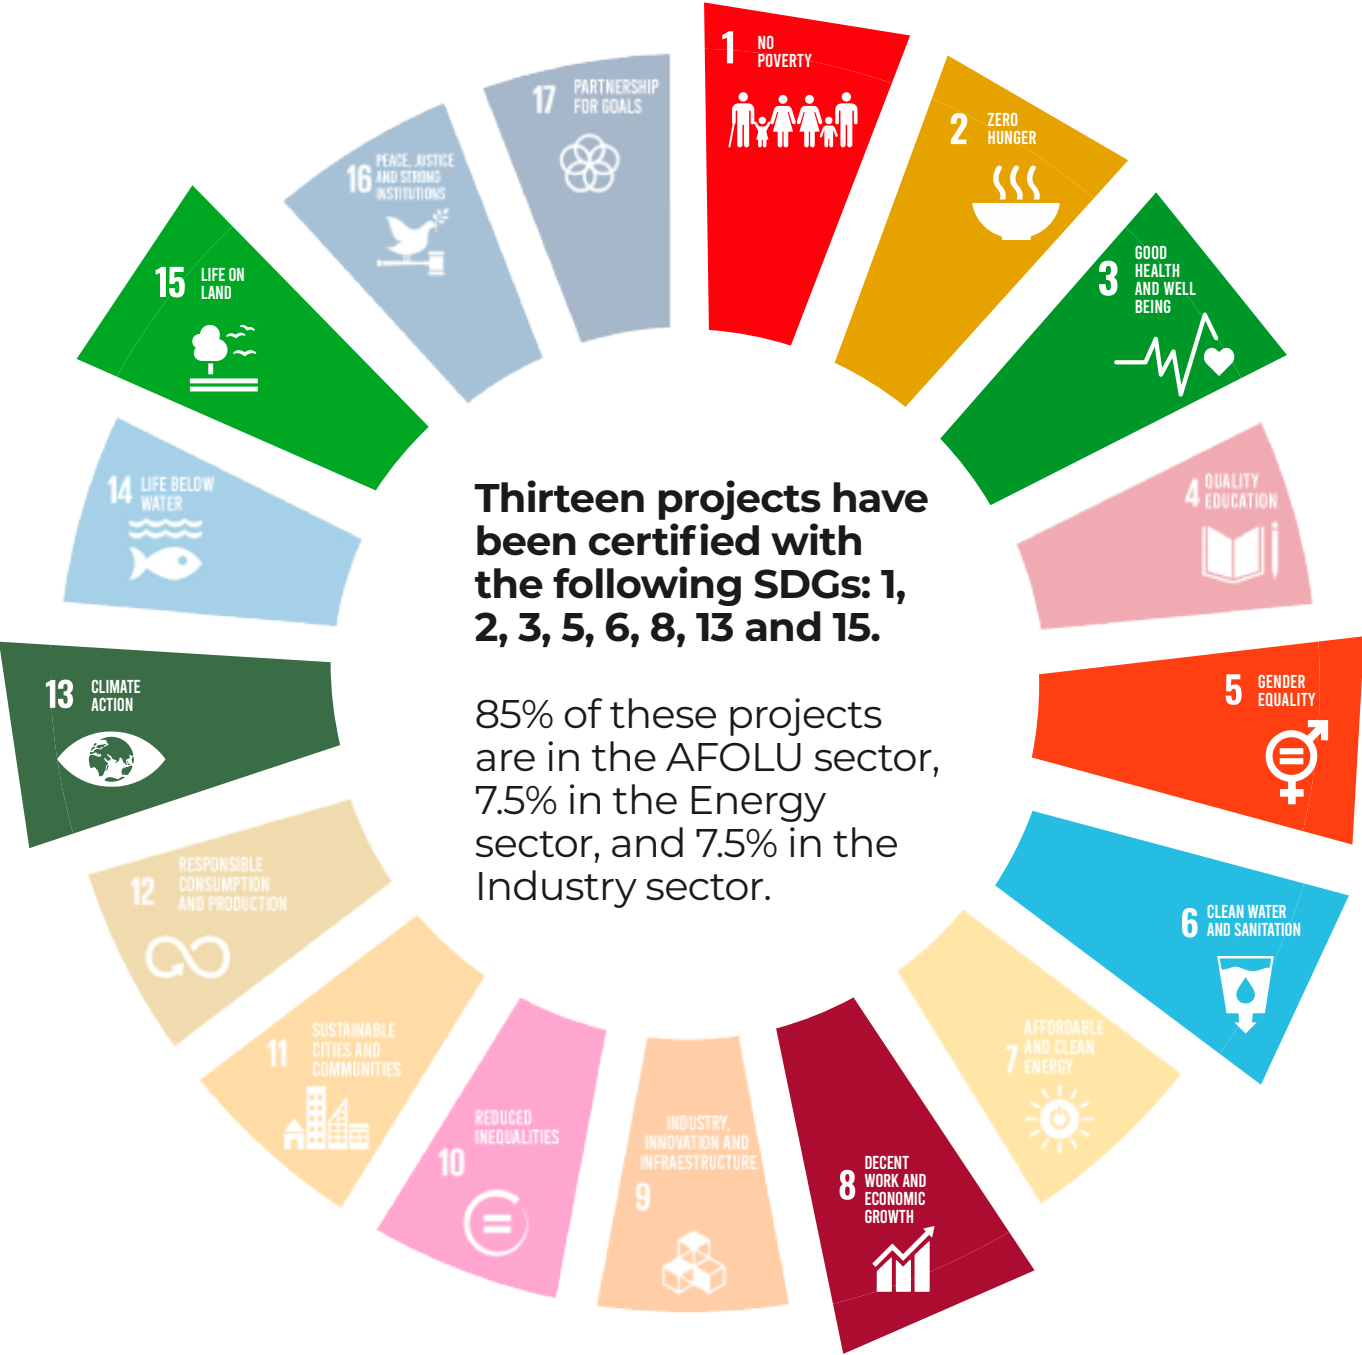 1
NO
POVERTY
2
ZERO
HUNGER
3
GOOD
HEALTH
AND WELL
BEING
4
QUALITY
EDUCATION
5
GENDER
EQUALITY
6
CLEAN WATER
AND SANITATION
7
AFFORDABLE
AND CLEAN
ENERGY
8
DECENT
WORK AND
ECONOMIC
GROWTH
INDUSTRY,
INNOVATION AND
INFRAESTRUCTURE
9
REDUCED
INEQUALITIES
10
11
SUSTAINABLE
CITIES AND
COMMUNITIES
12
RESPONSIBLE
CONSUMPTION
AND PRODUCTION
13
CLIMATE
ACTION
14
LIFE BELOW
WATER
15
LIFE ON
LAND
16
PEACE, JUSTICE
AND STRONG
INSTITUTIONS
17
PARTNERSHIP
FOR GOALS
Thirteen projects have
been certified with
the following SDGs: 1,
2, 3, 5, 6, 8, 13 and 15.
85% of these projects
are in the AFOLU sector,
7.5% in the Energy
sector, and 7.5% in the
Industry sector.